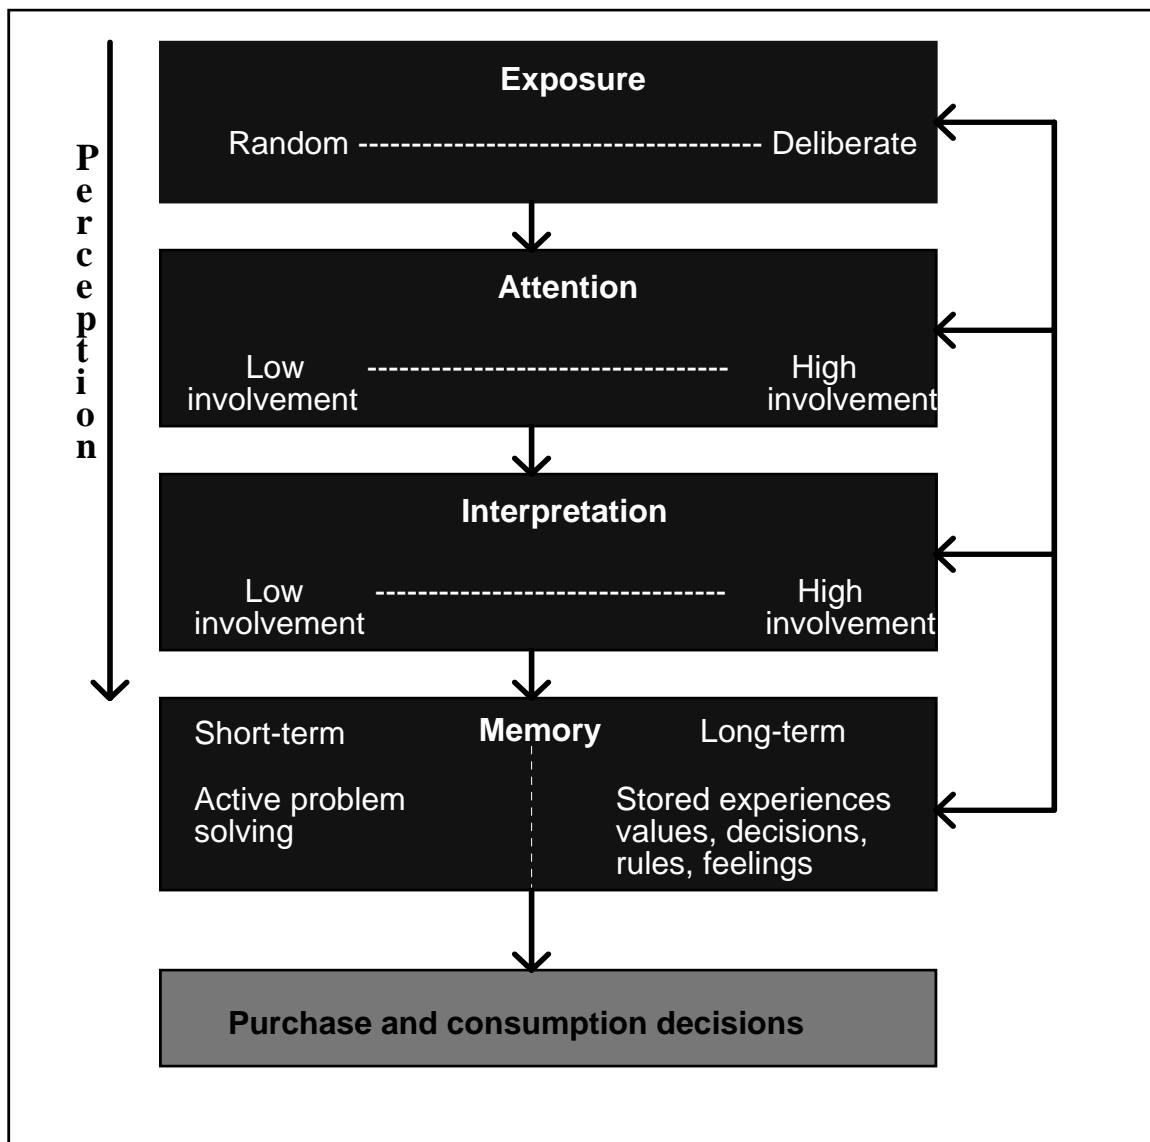 Perception
Exposure
Random ------------------------------------- Deliberate
Attention
Low --------------------------------- High
involvement involvement
Interpretation
Low -------------------------------- High
involvement involvement
Short-term Memory Long-term
Active problem
solving
Stored experiences
values, decisions,
rules, feelings
Purchase and consumption decisions